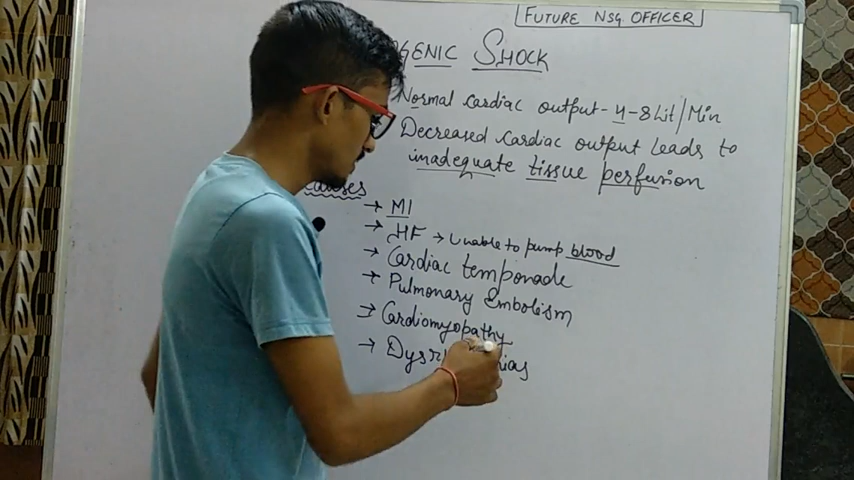 FUTURE NSG OFFICER
GENIC SHOCK
Normal Cardiac output - 4-8 Lit/Min
Decreased Cardiac output Leads to
inadequate tissue perfusion
Causes
→ MI
→ HF → Unable to pump blood
→ Cardiac temponade
→ Pulmonary Embolism
→ Cardiomyopathy
→